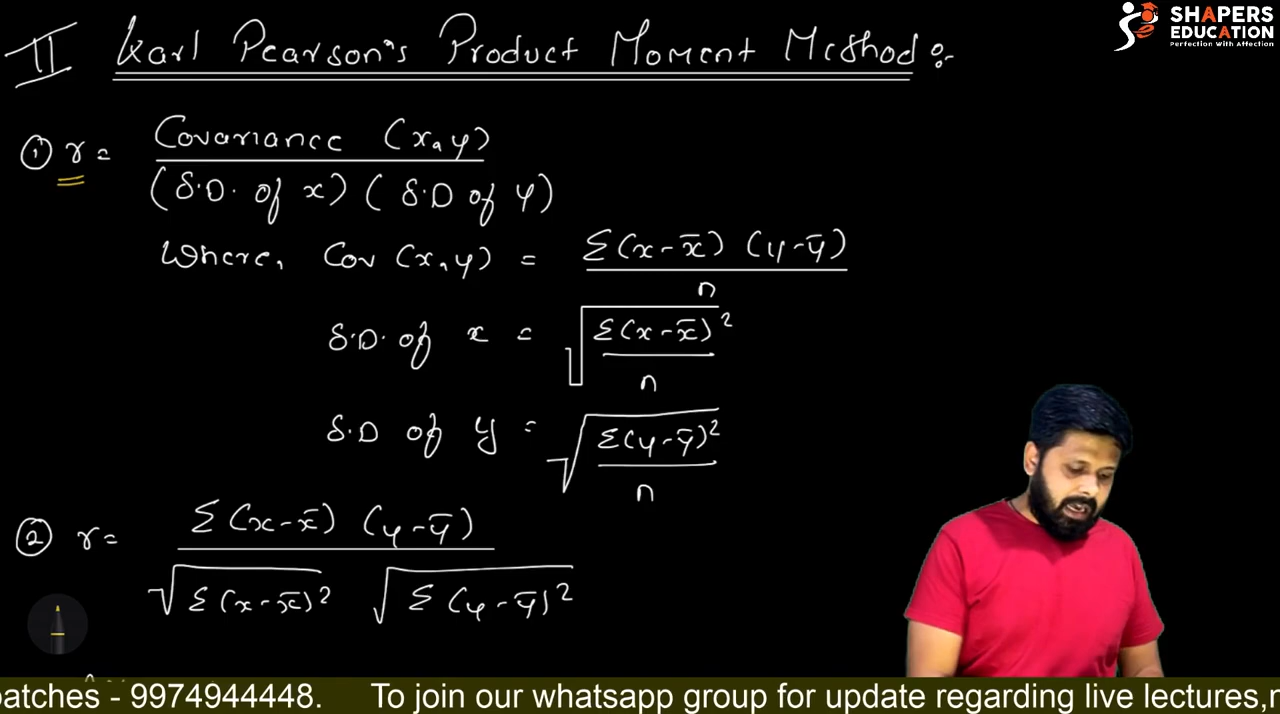 SHAPERS
EDUCATION
Perfection With Affection
II Karl Pearson's Product Moment Method :-
① r = Covariance (x, y)
(S.D. of x) (S.D of y)
Where, Cov (x, y) = Σ(x-x̄) (y-ȳ)
n
S.D. of x = √Σ(x-x̄)²
n
S.D of y = √Σ(y-ȳ)²
n
② r = Σ(x-x̄) (y-ȳ)
√Σ(x-x̄)² √Σ(y-ȳ)²
batches - 9974944448. To join our whatsapp group for update regarding live lectures,